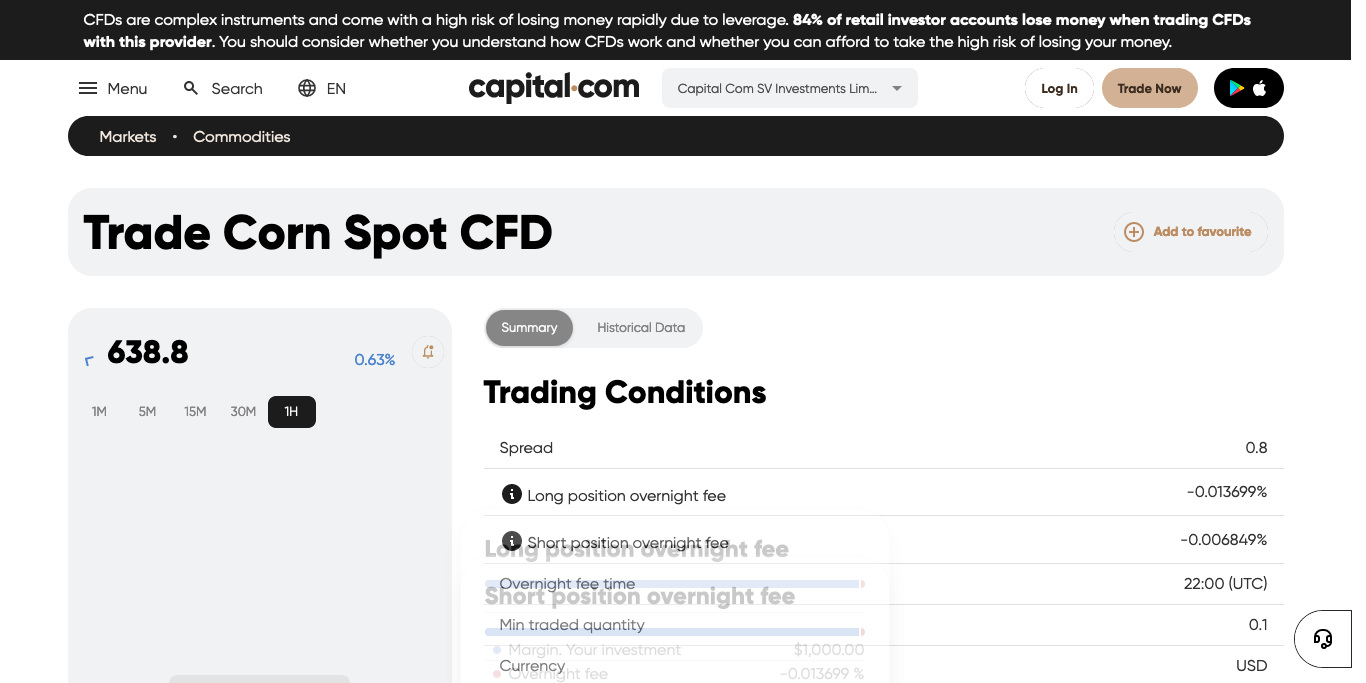 CFDs are complex instruments and come with a high risk of losing money rapidly due to leverage. 84% of retail investor accounts lose money when trading CFDs
with this provider. You should consider whether you understand how CFDs work and whether you can afford to take the high risk of losing your money.
Menu Search EN capital.com Capital Com SV Investments Lim... Log In Trade Now
Markets • Commodities
Trade Corn Spot CFD
Add to favourite
638.8
0.63%
1M 5M 15M 30M 1H
Summary Historical Data
Trading Conditions
Spread 0.8
Long position overnight fee -0.013699%
Short position overnight fee -0.006849%
Long position overnight fee
Overnight fee time 22:00 (UTC)
Short position overnight fee
Min traded quantity 0.1
Margin. Your investment $1,000.00
Currency USD
Overnight fee -0.013699 %